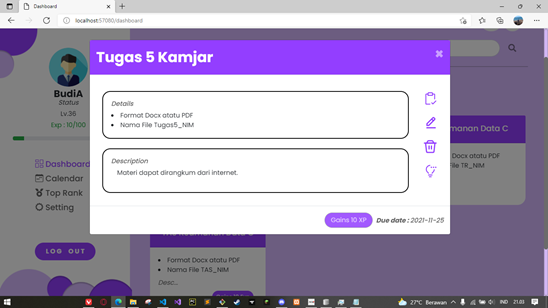 Dashboard
localhost:57080/dashboard
Tugas 5 Kamjar
Details
Format Docx atatu PDF
Nama File Tugas5_NIM
Description
Materi dapat dirangkum dari internet.
Gains 10 XP
Due date : 2021-11-25
BudiA
Status
Lv.36
Exp : 10/100
Dashboard
Calendar
Top Rank
Setting
LOG OUT
manan Data C
Docx atatu PDF
File TR_NIM
Format Docx atatu PDF
Nama File TAS_NIM
Desc...
27°C Berawan
IND
21.03